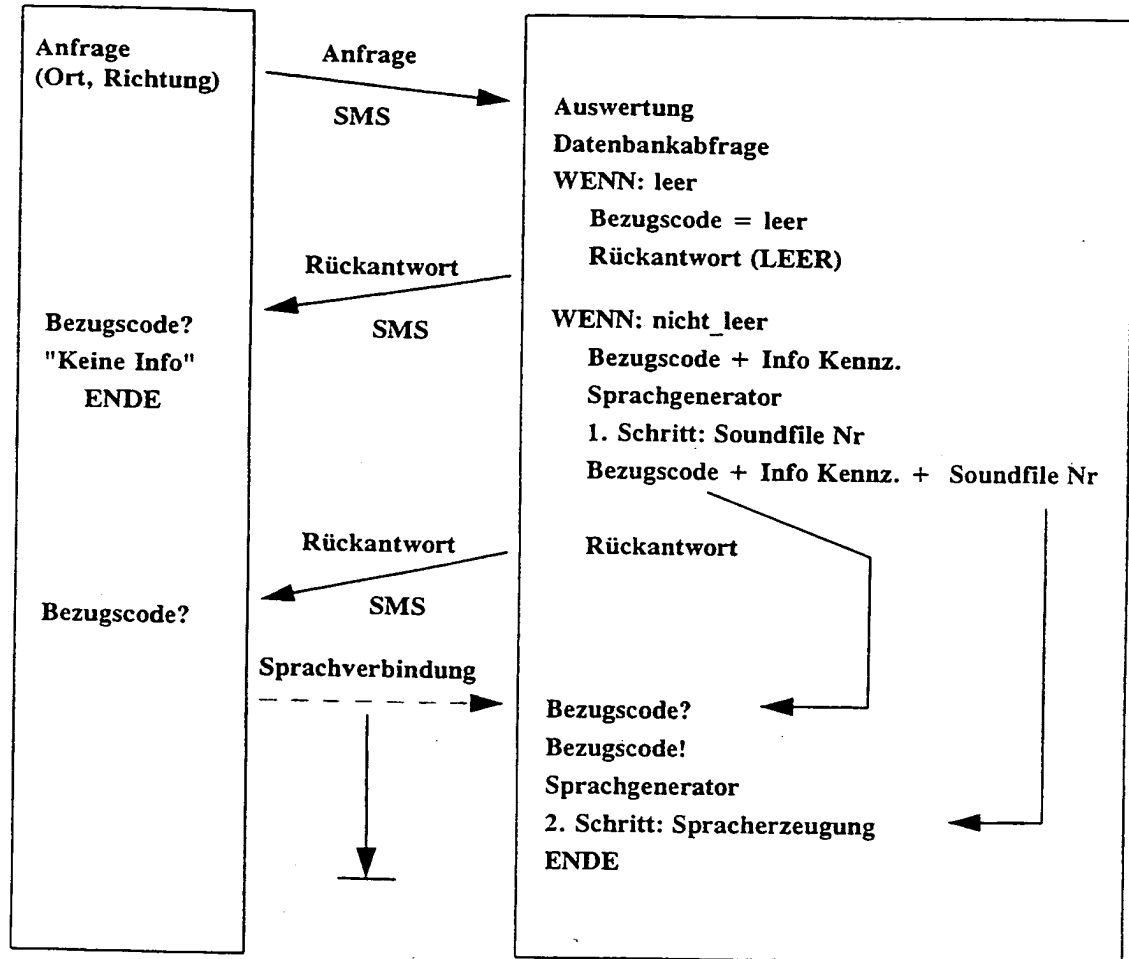 Anfrage
(Ort, Richtung)
Anfrage
SMS
Auswertung
Datenbankabfrage
WENN: leer
Bezugscode = leer
Rückantwort (LEER)
Rückantwort
SMS
Bezugscode?
"Keine Info"
ENDE
WENN: nicht_leer
Bezugscode + Info Kennz.
Sprachgenerator
1. Schritt: Soundfile Nr
Bezugscode + Info Kennz. + Soundfile Nr
Rückantwort
Rückantwort
SMS
Bezugscode?
Sprachverbindung
Bezugscode?
Bezugscode!
Sprachgenerator
2. Schritt: Spracherzeugung
ENDE